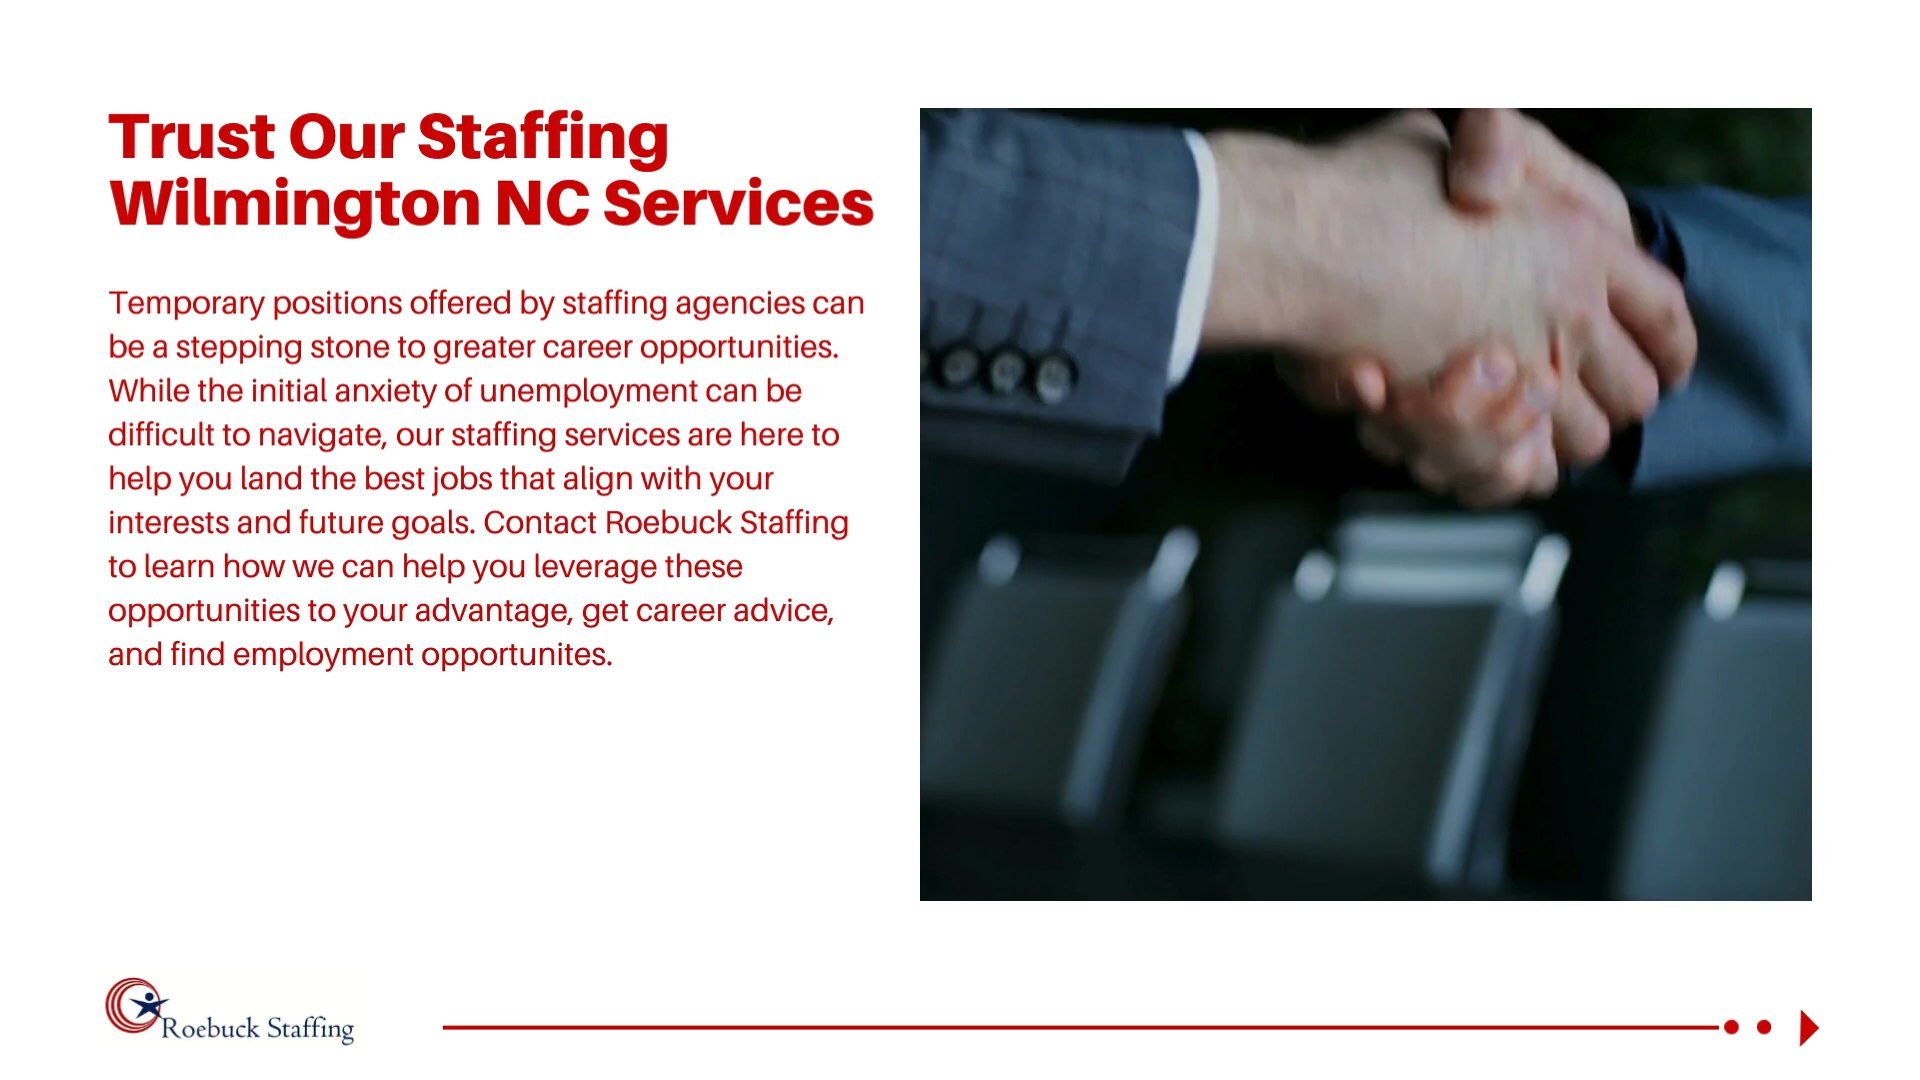 Trust Our Staffing
Wilmington NC Services
Temporary positions offered by staffing agencies can
be a stepping stone to greater career opportunities.
While the initial anxiety of unemployment can be
difficult to navigate, our staffing services are here to
help you land the best jobs that align with your
interests and future goals. Contact Roebuck Staffing
to learn how we can help you leverage these
opportunities to your advantage, get career advice,
and find employment opportunites.
Roebuck Staffing